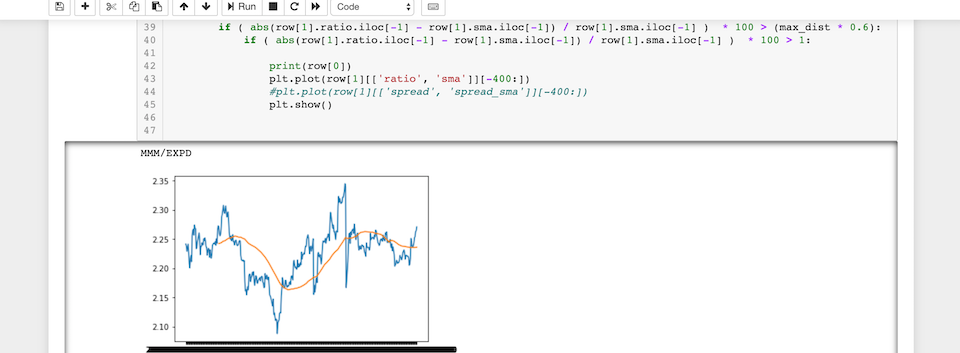 Run
Code
39 if ( abs(row[1].ratio.iloc[-1] - row[1].sma.iloc[-1]) / row[1].sma.iloc[-1] ) * 100 > (max_dist * 0.6):
40 if ( abs(row[1].ratio.iloc[-1] - row[1].sma.iloc[-1]) / row[1].sma.iloc[-1] ) * 100 > 1:
41
42 print(row[0])
43 plt.plot(row[1][['ratio', 'sma']][-400:])
44 #plt.plot(row[1][['spread', 'spread_sma']][-400:])
45 plt.show()
46
47
MMM/EXPD
2.35
2.30
2.25
2.20
2.15
2.10